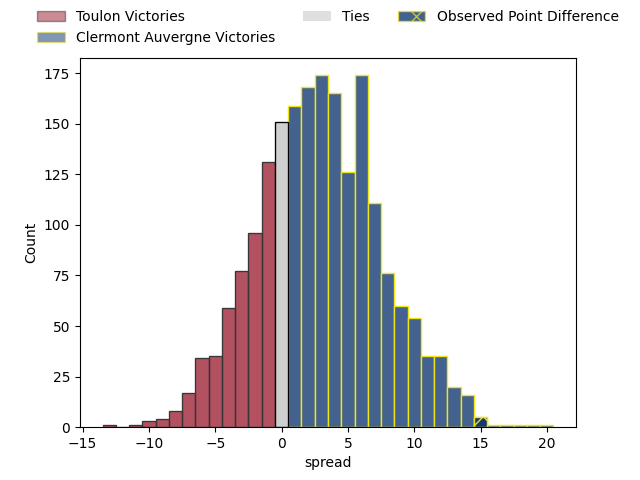 Toulon Victories
Ties
Observed Point Difference
Clermont Auvergne Victories
175
150
125
100
75
50
25
0
Count
−15
−10
−5
0
5
10
15
20
spread